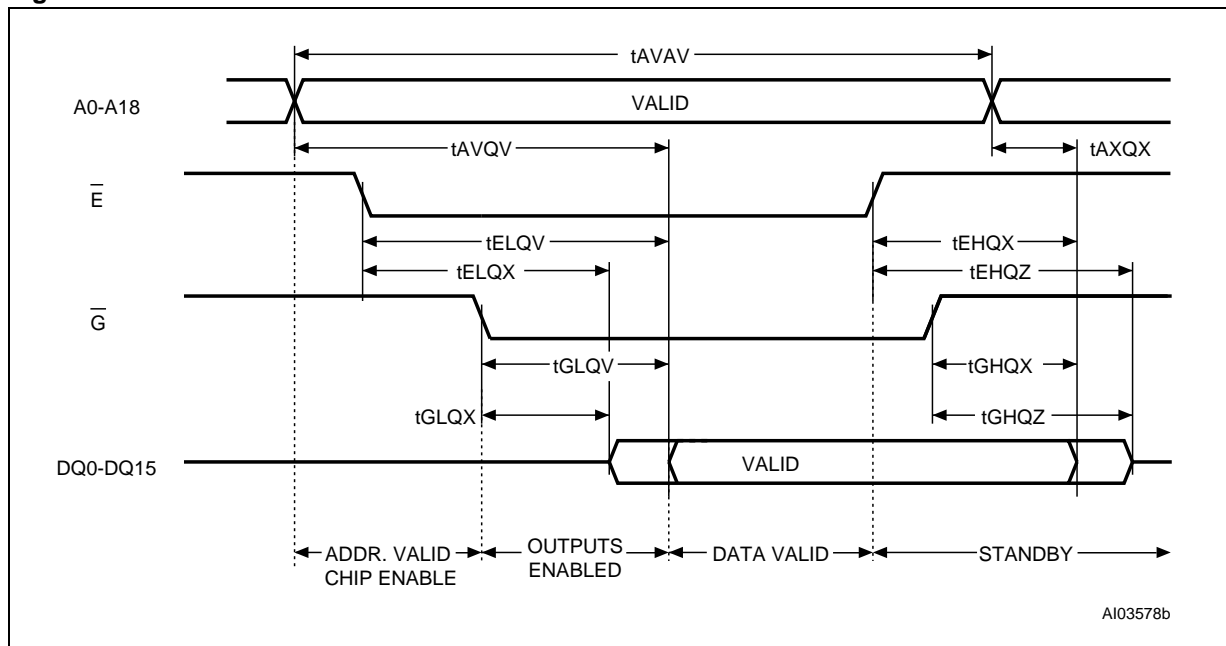 tAVAV
A0-A18
VALID
tAVQV
tAXQX
E
tELQV
tEHQX
tELQX
tEHQZ
G
tGLQV
tGHQX
tGLQX
tGHQZ
DQ0-DQ15
VALID
ADDR. VALID
CHIP ENABLE
OUTPUTS
ENABLED
DATA VALID
STANDBY
AI03578b